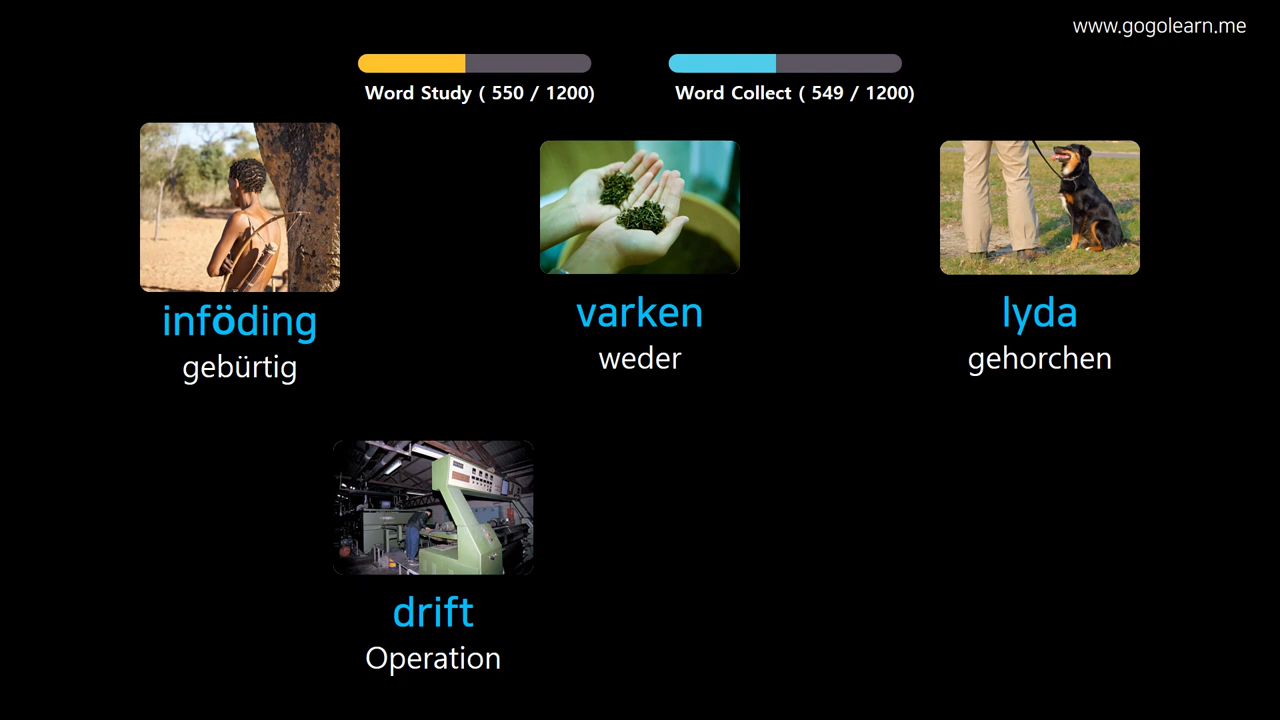 www.gogolearn.me
Word Study ( 550 / 1200)
Word Collect ( 549 / 1200)
inföding
gebürtig
varken
weder
lyda
gehorchen
drift
Operation